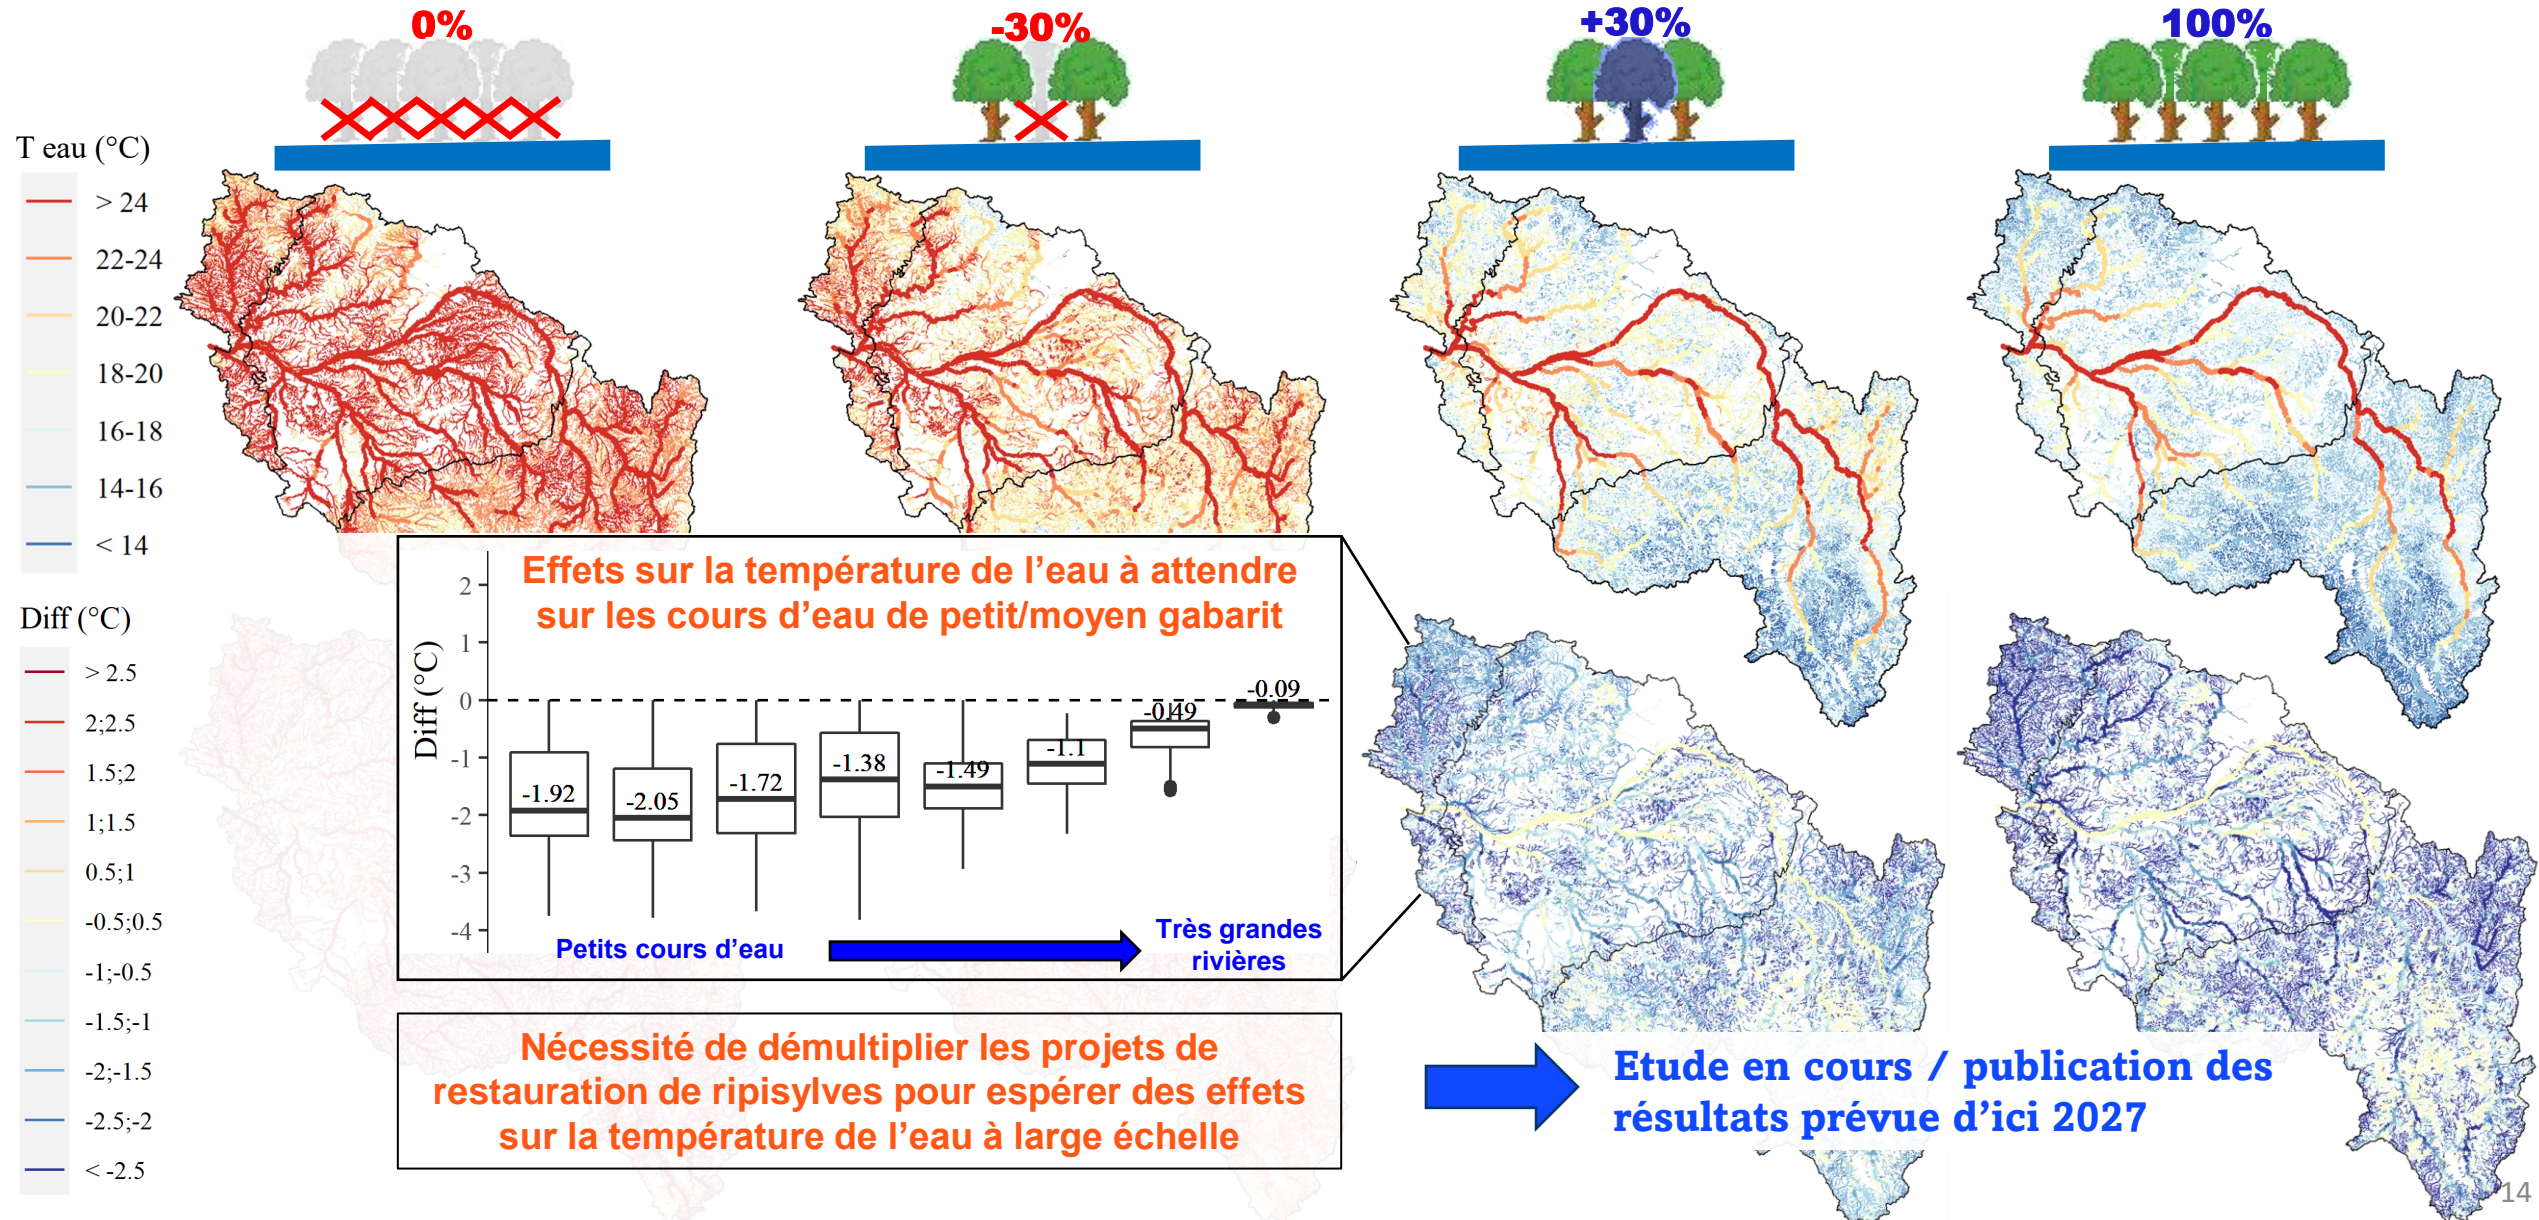 0%
-30%
+30%
100%
T eau (°C)
> 24
22-24
20-22
18-20
16-18
14-16
< 14
Diff (°C)
> 2.5
2;2.5
1.5;2
1;1.5
0.5;1
-0.5;0.5
-1;-0.5
-1.5;-1
-2;-1.5
-2.5;-2
< -2.5
Effets sur la température de l'eau à attendre
sur les cours d'eau de petit/moyen gabarit
Diff (°C)
2
1
0
-1
-2
-3
-4
-1.92
-2.05
-1.72
-1.38
-1.49
-1.1
-0.49
-0.09
Petits cours d'eau
Très grandes
rivières
Nécessité de démultiplier les projets de
restauration de ripisylves pour espérer des effets
sur la température de l'eau à large échelle
Etude en cours / publication des
résultats prévue d'ici 2027
14